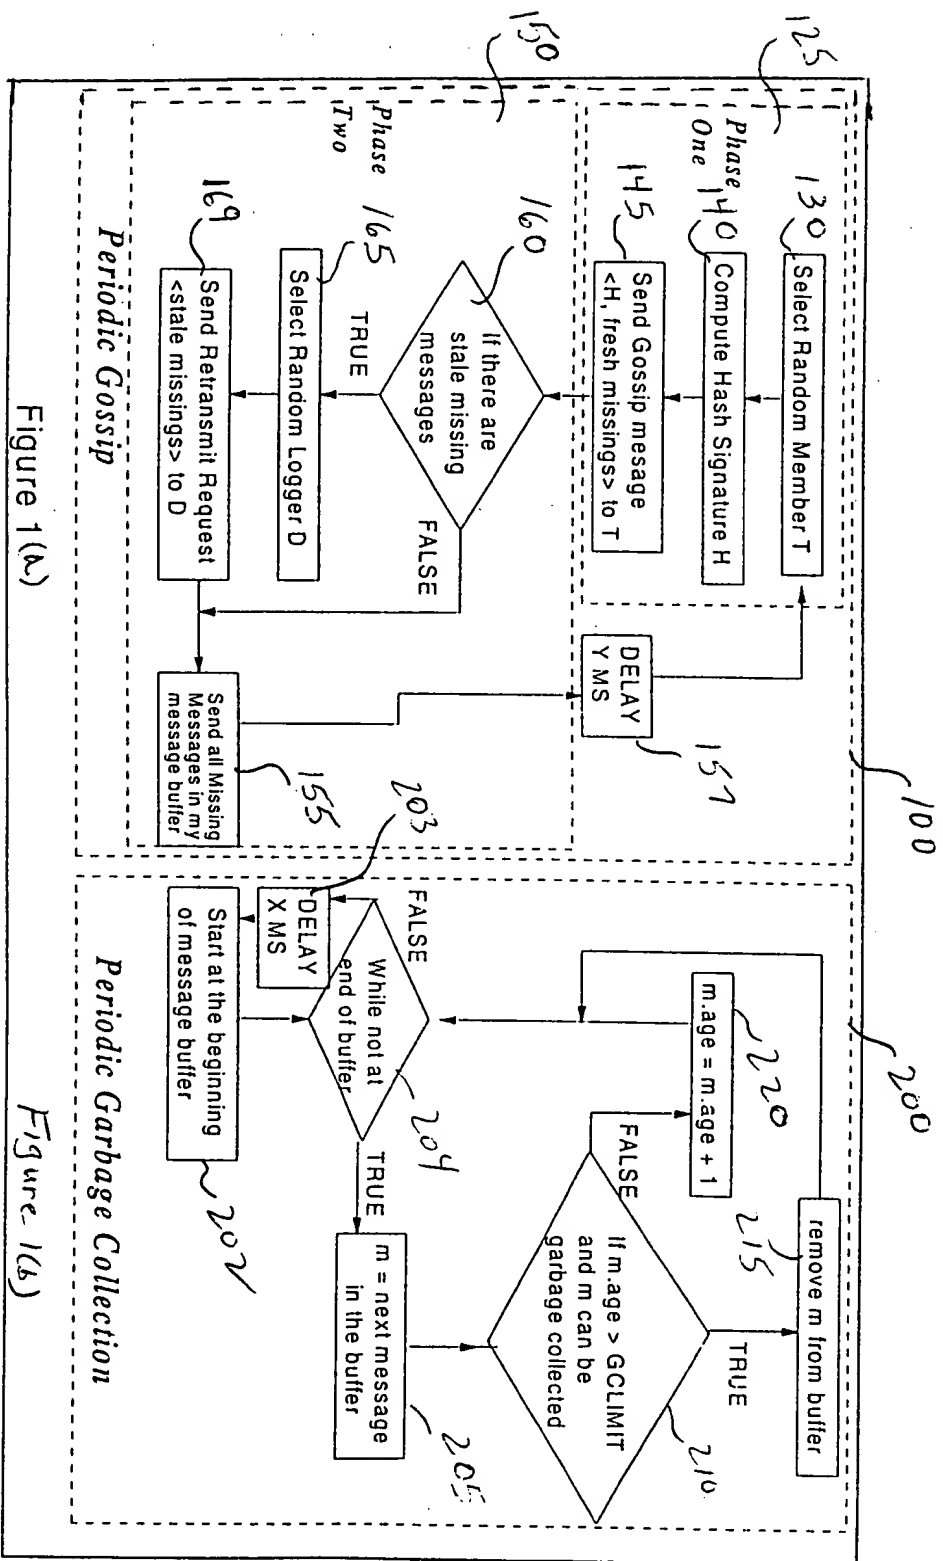 100
125
Phase
One
130
Select Random Member T
140
Compute Hash Signature H
145
Send Gossip mesage
<H, fresh missings> to T
DELAY
Y MS
157
150
Phase
Two
160
If there are
stale missing
messages
TRUE
FALSE
165
Select Random Logger D
169
Send Retransmit Request
<stale missings> to D
Send all Missing
Messages in my
message buffer
155
Periodic Gossip
Figure 1(a)
200
remove m from buffer
215
220
m.age = m.age + 1
TRUE
FALSE
If m.age > GCLIMIT
and m can be
garbage collected
210
203
FALSE
While not at
end of buffer
204
TRUE
m = next message
in the buffer
205
DELAY
X MS
Start at the beginning
of message buffer
202
Periodic Garbage Collection
Figure 1(b)